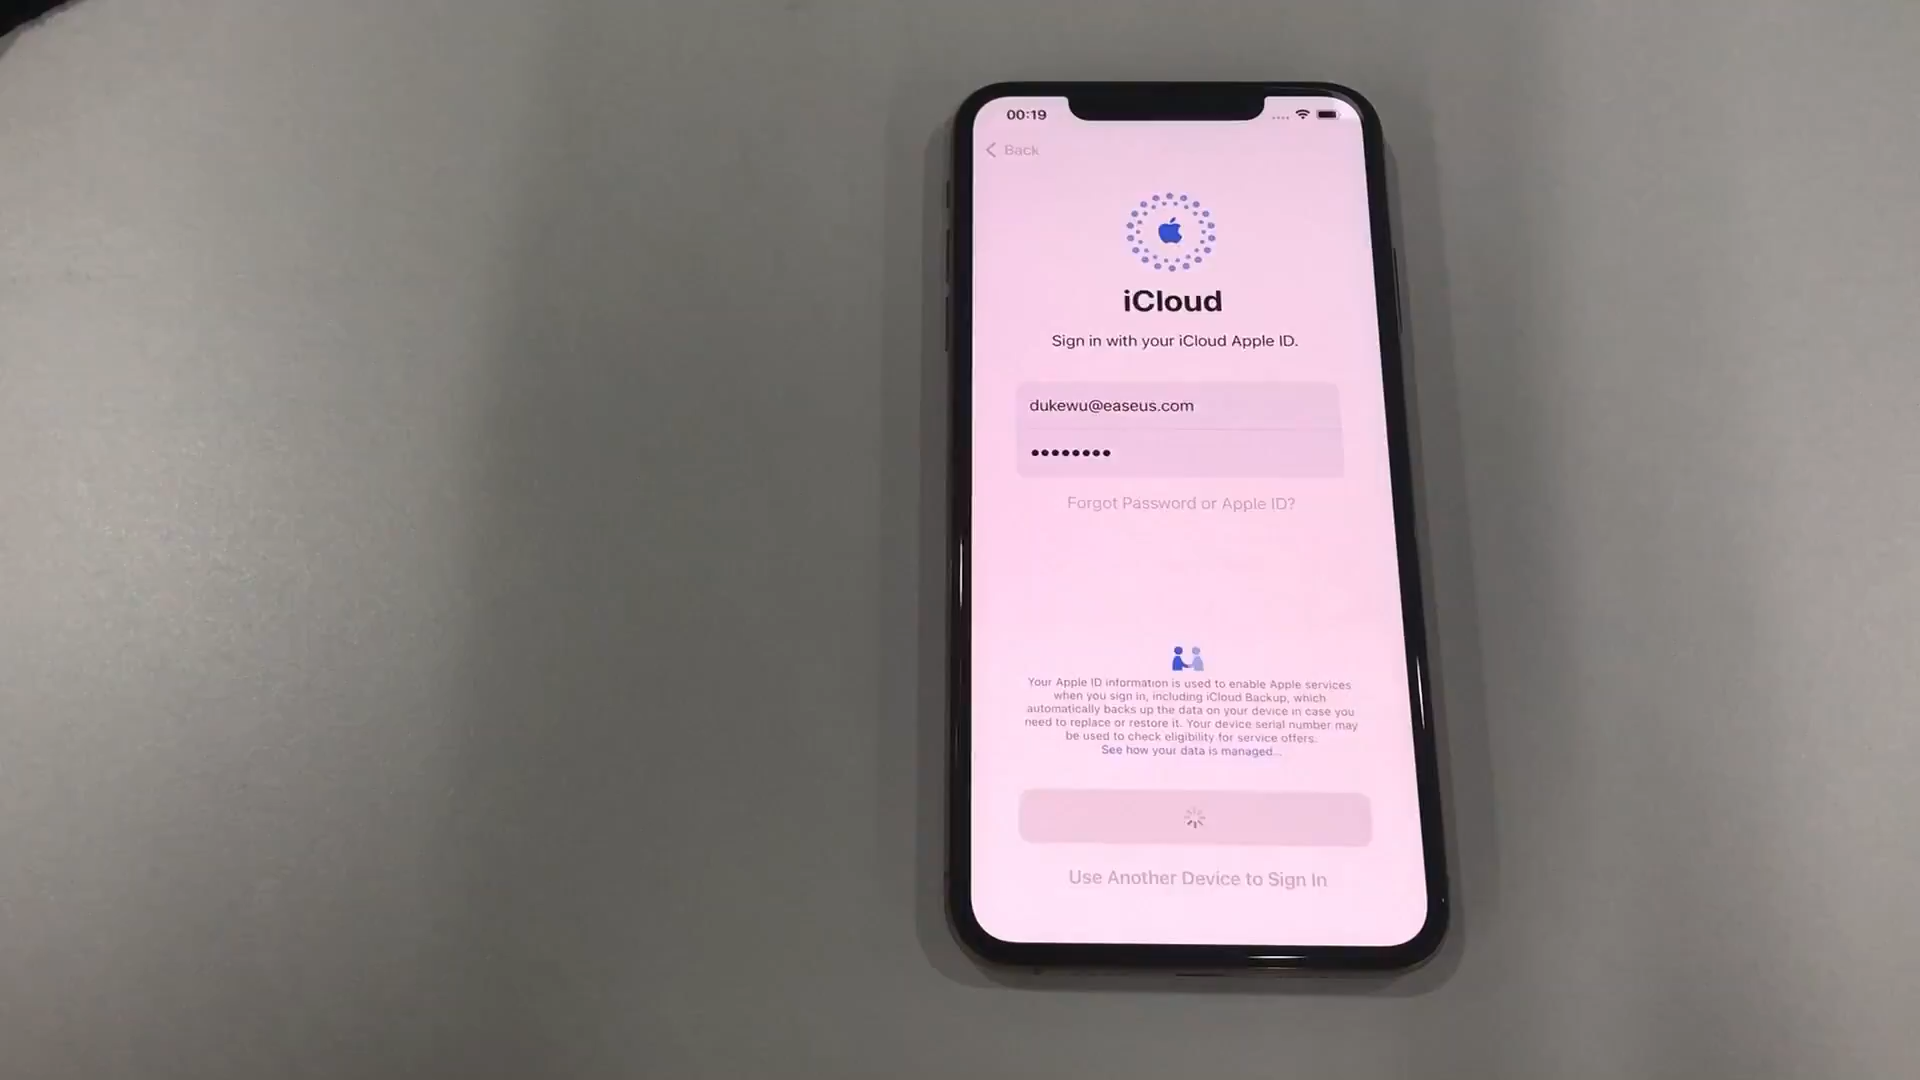 00:19
Back
iCloud
Sign in with your iCloud Apple ID.
dukewu@easeus.com
••••••••
Forgot Password or Apple ID?
Your Apple ID information is used to enable Apple services
when you sign in, including iCloud Backup, which
automatically backs up the data on your device in case you
need to replace or restore it. Your device serial number may
be used to check eligibility for service offers.
See how your data is managed...
Use Another Device to Sign In